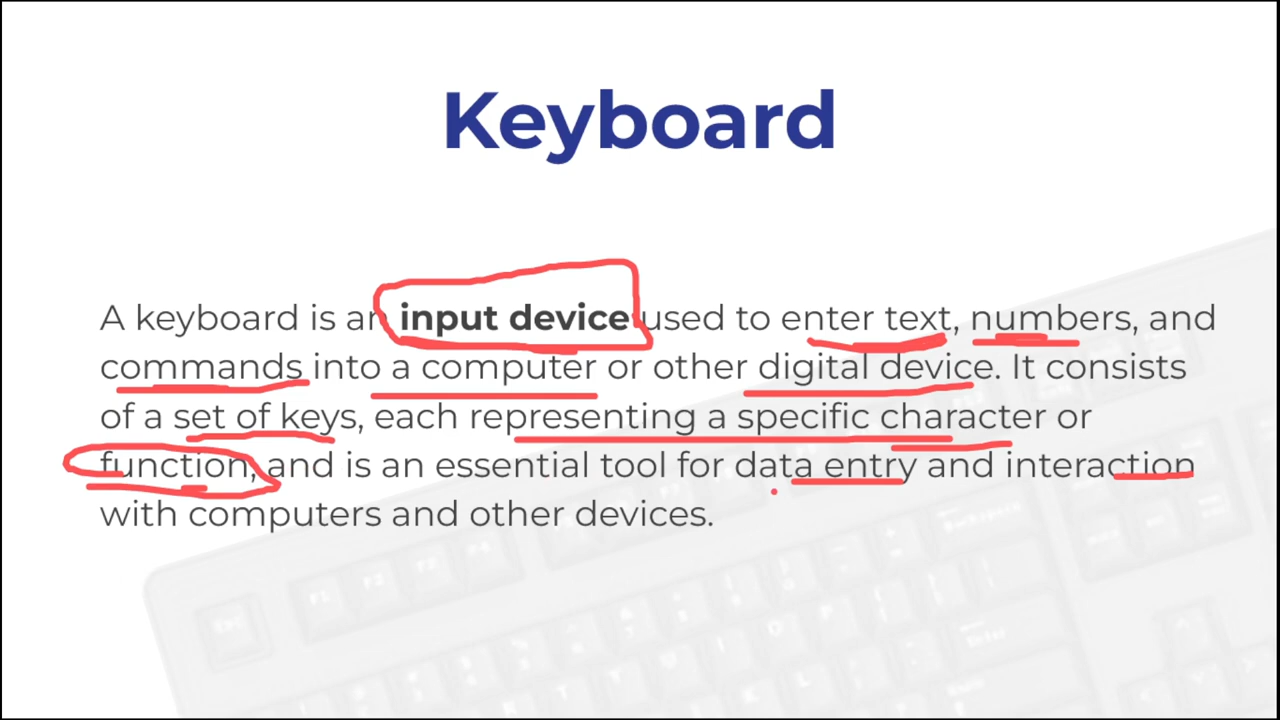 Keyboard
A keyboard is an input device used to enter text, numbers, and
commands into a computer or other digital device. It consists
of a set of keys, each representing a specific character or
function, and is an essential tool for data entry and interaction
with computers and other devices.